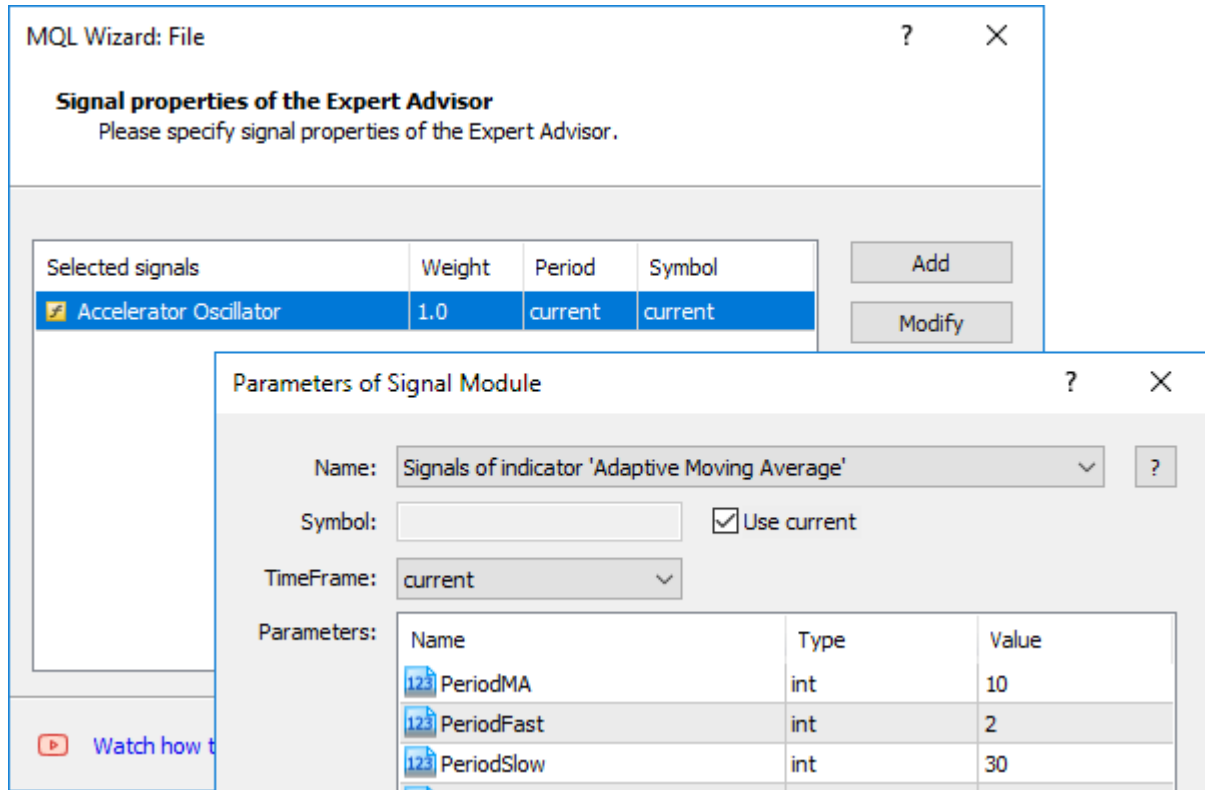 MQL Wizard: File
?
Signal properties of the Expert Advisor
Please specify signal properties of the Expert Advisor.
Selected signals Weight Period Symbol
Accelerator Oscillator 1.0 current current
Add
Modify
Parameters of Signal Module
?
Name: Signals of indicator 'Adaptive Moving Average' ?
Symbol: Use current
TimeFrame: current
Parameters: Name Type Value
123 PeriodMA int 10
123 PeriodFast int 2
123 PeriodSlow int 30
Watch how t